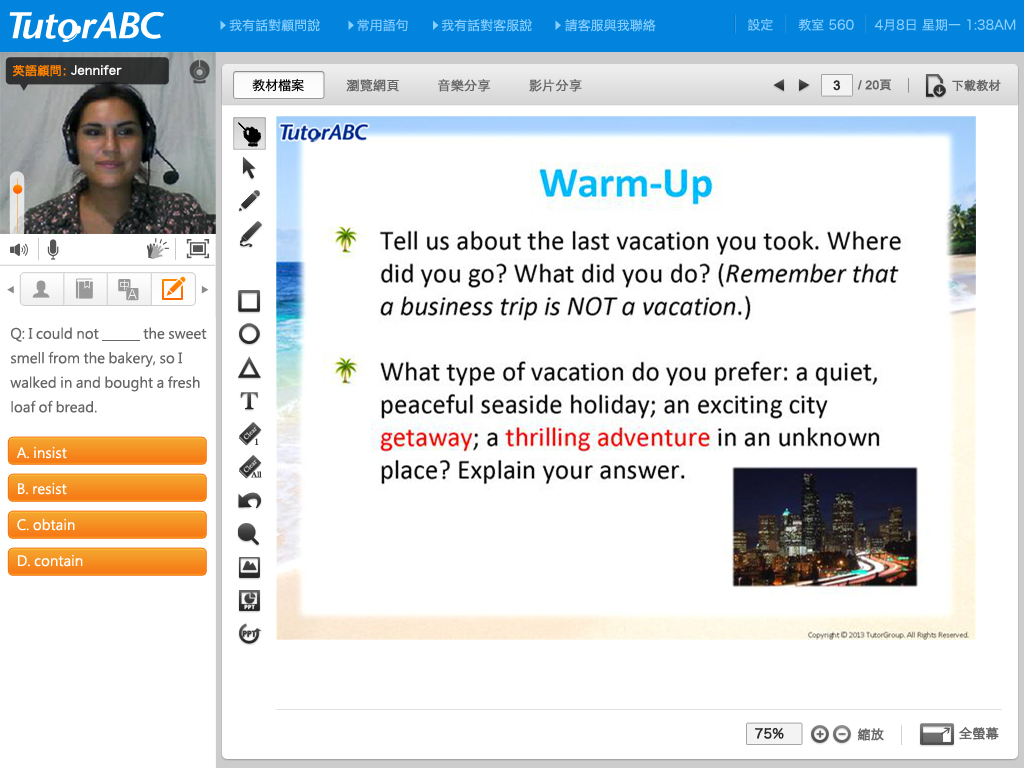 TutorABC
我有話對顧問說
常用語句
我有話對客服說
請客服與我聯絡
設定
教室 560
4月8日 星期一 1:38AM
英語顧問: Jennifer
教材檔案
瀏覽網頁
音樂分享
影片分享
3 / 20頁
下載教材
Q: I could not _____ the sweet
smell from the bakery, so I
walked in and bought a fresh
loaf of bread.
A. insist
B. resist
C. obtain
D. contain
T
Clear 1
Clear All
PPT
PPT
TutorABC
Warm-Up
Tell us about the last vacation you took. Where
did you go? What did you do? (Remember that
a business trip is NOT a vacation.)
What type of vacation do you prefer: a quiet,
peaceful seaside holiday; an exciting city
getaway; a thrilling adventure in an unknown
place? Explain your answer.
Copyright © 2013 TutorGroup. All Rights Reserved.
75%
縮放
全螢幕